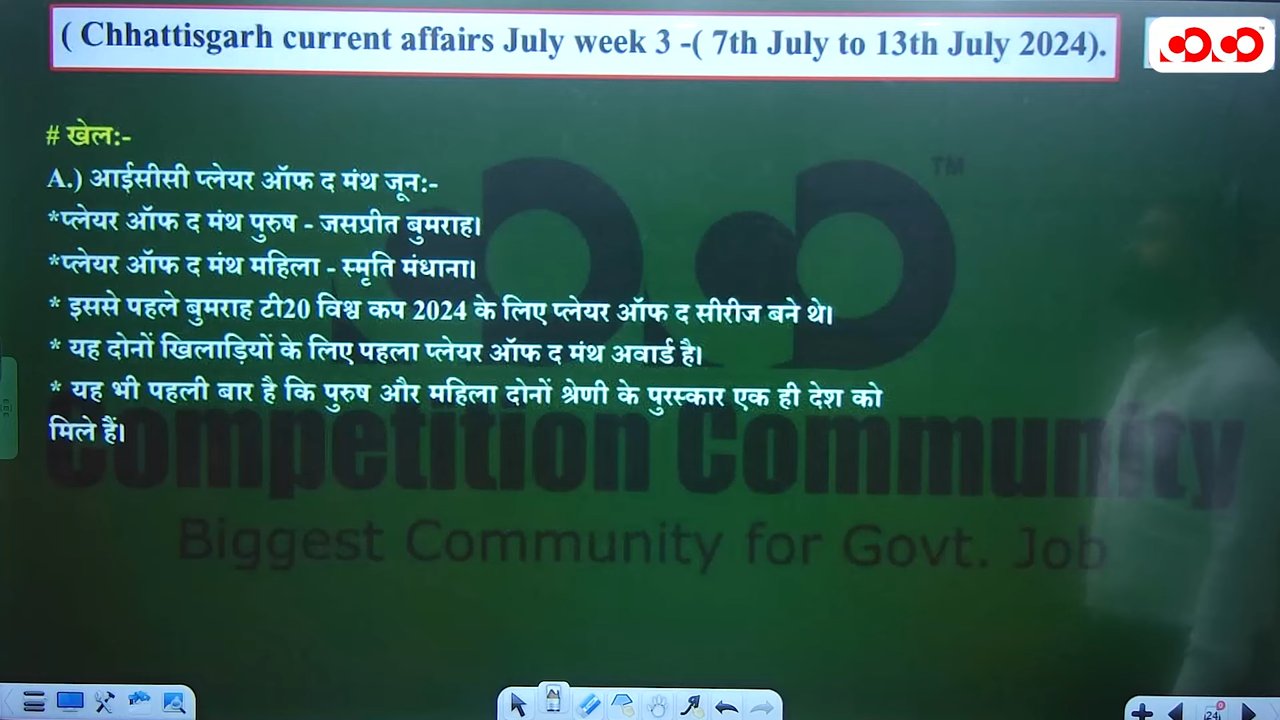 ( Chhattisgarh current affairs July week 3 -( 7th July to 13th July 2024).
# खेल:-
A.) आईसीसी प्लेयर ऑफ द मंथ जून:-
*प्लेयर ऑफ द मंथ पुरुष - जसप्रीत बुमराह।
*प्लेयर ऑफ द मंथ महिला - स्मृति मंधाना।
* इससे पहले बुमराह टी20 विश्व कप 2024 के लिए प्लेयर ऑफ द सीरीज बने थे।
* यह दोनों खिलाड़ियों के लिए पहला प्लेयर ऑफ द मंथ अवार्ड है।
* यह भी पहली बार है कि पुरुष और महिला दोनों श्रेणी के पुरस्कार एक ही देश को
मिले हैं।
TM
Competition Community
Biggest Community for Govt. Job
24